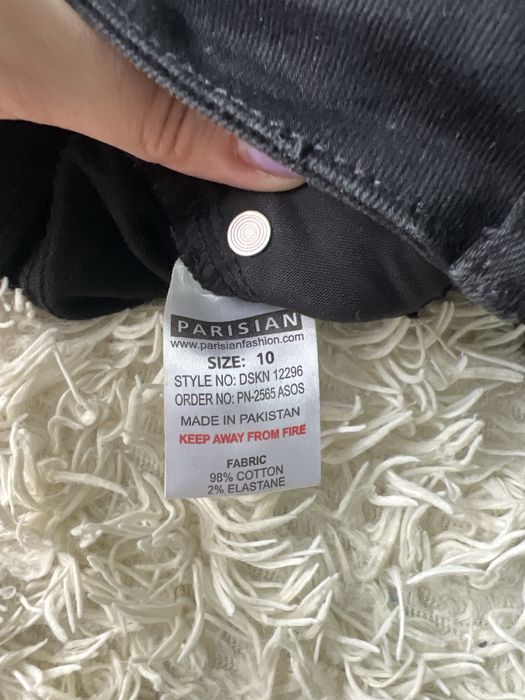 PARISIAN
www.parisianfashion.com
SIZE: 10
STYLE NO: DSKN 12296
ORDER NO: PN-2565 ASOS
MADE IN PAKISTAN
KEEP AWAY FROM FIRE
FABRIC
98% COTTON
2% ELASTANE